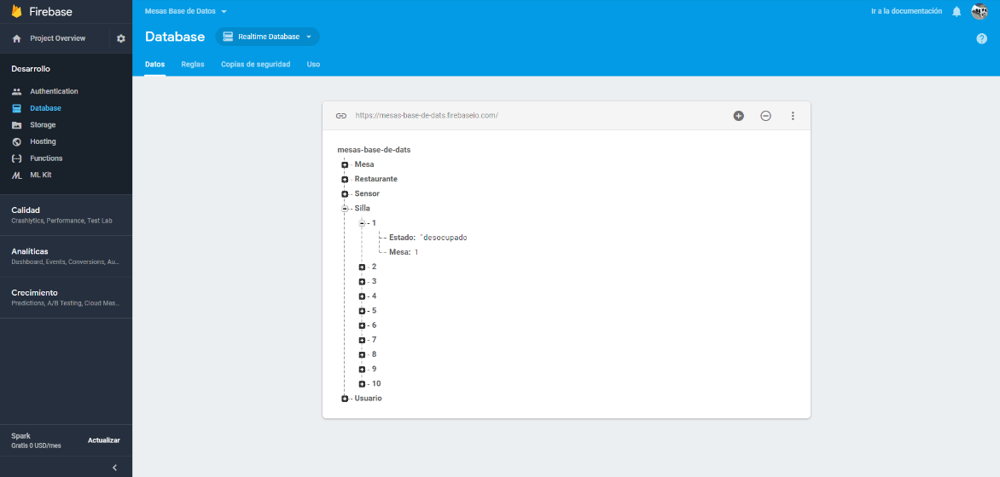 Firebase
Project Overview
Desarrollo
Authentication
Database
Storage
Hosting
Functions
ML Kit
Calidad
Crashlytics, Performance, Test Lab
Analíticas
Dashboard, Events, Conversions, Au...
Crecimiento
Predictions, A/B Testing, Cloud Mes...
Spark
Gratis 0 USD/mes
Actualizar
Mesas Base de Datos
Ir a la documentación
Database
Realtime Database
Datos Reglas Copias de seguridad Uso
https://mesas-base-de-dats.firebaseio.com/
mesas-base-de-dats
Mesa
Restaurante
Sensor
Silla
1
Estado: "desocupado
Mesa: 1
2
3
4
5
6
7
8
9
10
Usuario